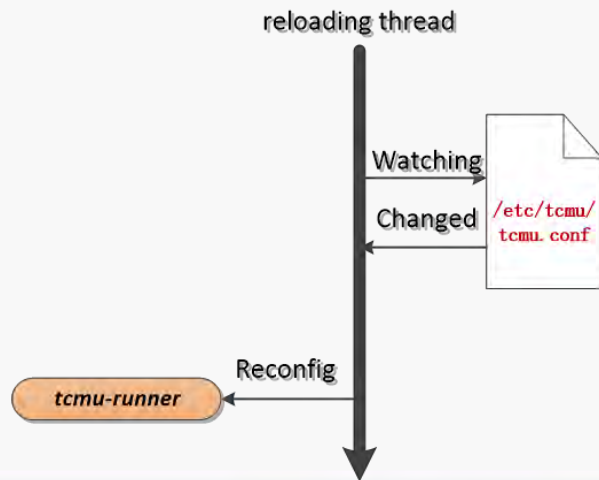 reloading thread
Watching
/etc/tcmu/
tcmu.conf
Changed
Reconfig
tcmu-runner